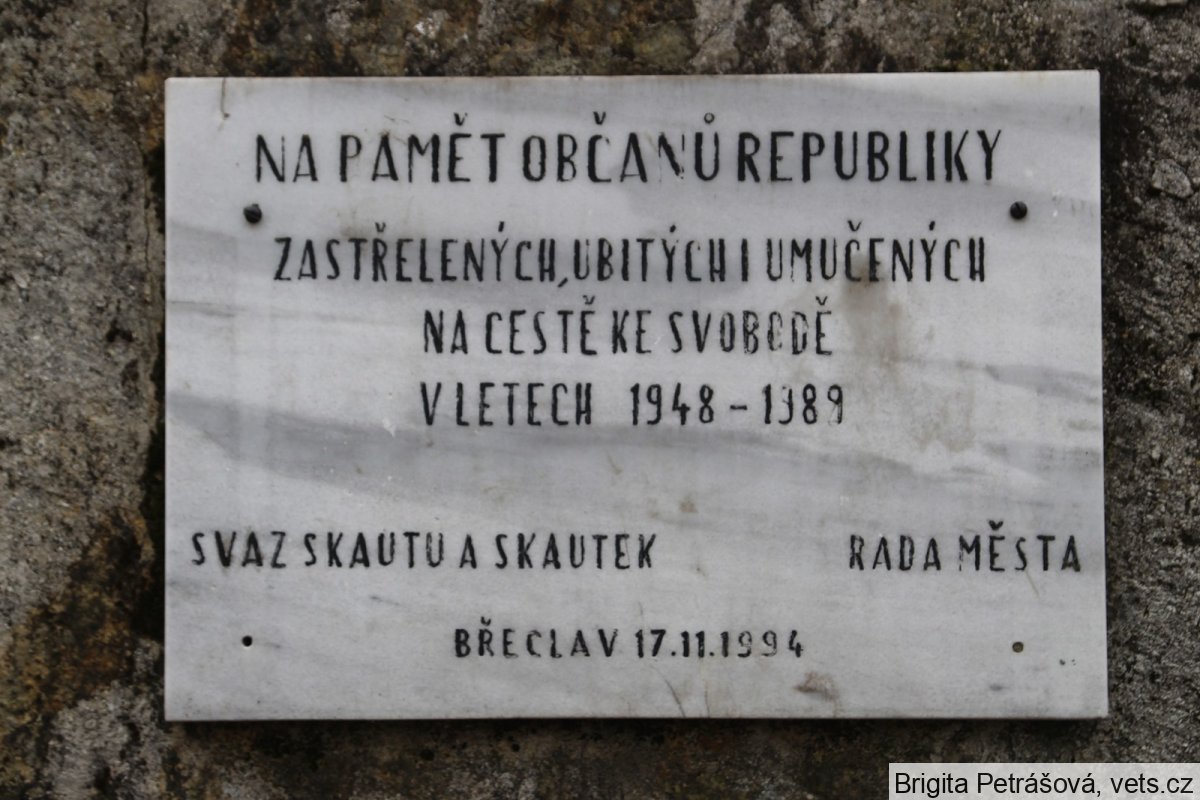 NA PAMĚT OBČANŮ REPUBLIKY
ZASTŘELENÝCH, UBITÝCH I UMUČENÝCH
NA CESTĚ KE SVOBODĚ
V LETECH 1948 - 1989
SVAZ SKAUTU A SKAUTEK RADA MĚSTA
BŘECLAV 17.11.1994
Brigita Petrášová, vets.cz